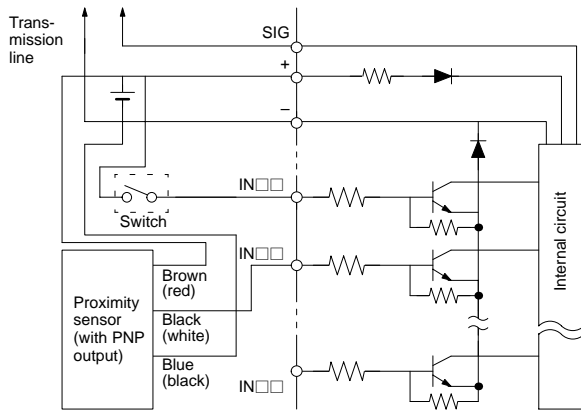 Trans-
mission
line
SIG
+
–
IN□□
Switch
IN□□
Brown
(red)
Proximity
sensor
(with PNP
output)
Black
(white)
Blue
(black)
IN□□
Internal circuit